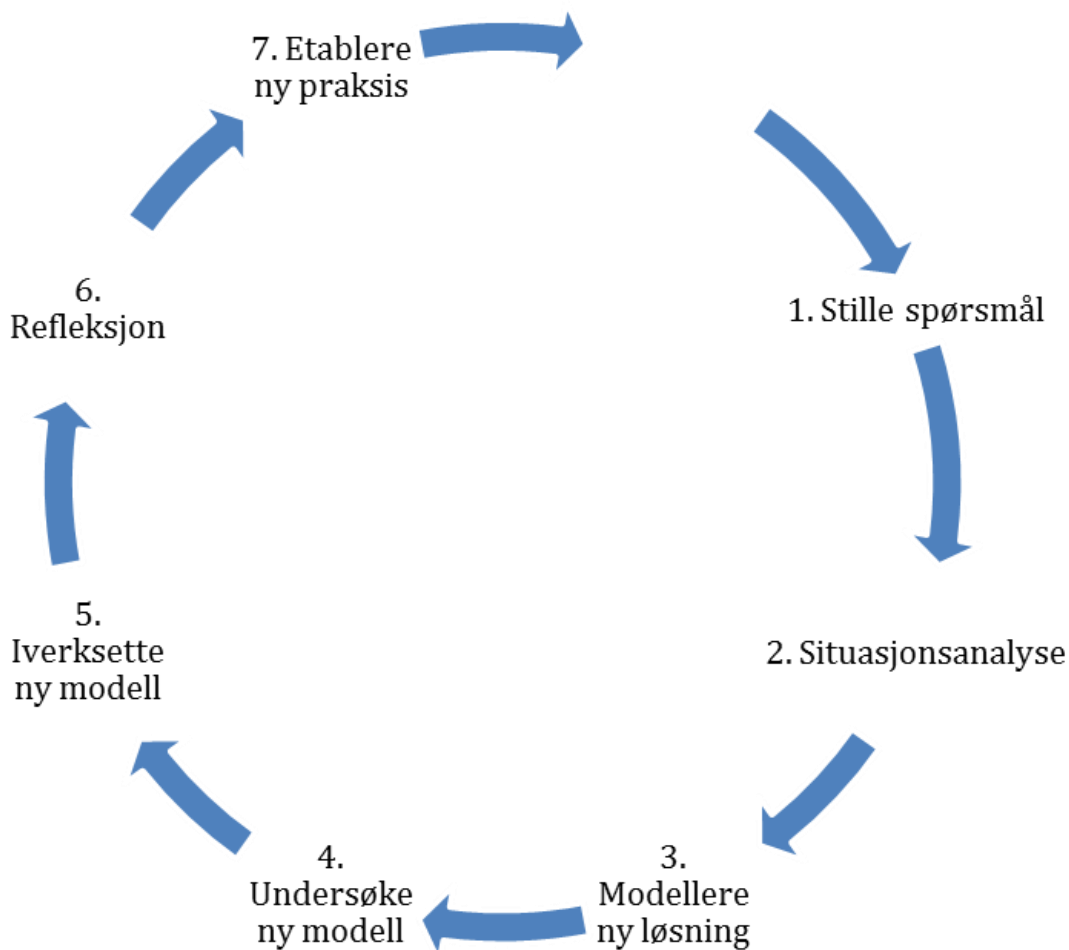 1. Stille spørsmål
2. Situasjonsanalyse
3.
Modellere
ny løsning
4.
Undersøke
ny modell
5.
Iverksette
ny modell
6.
Refleksjon
7. Etablere
ny praksis